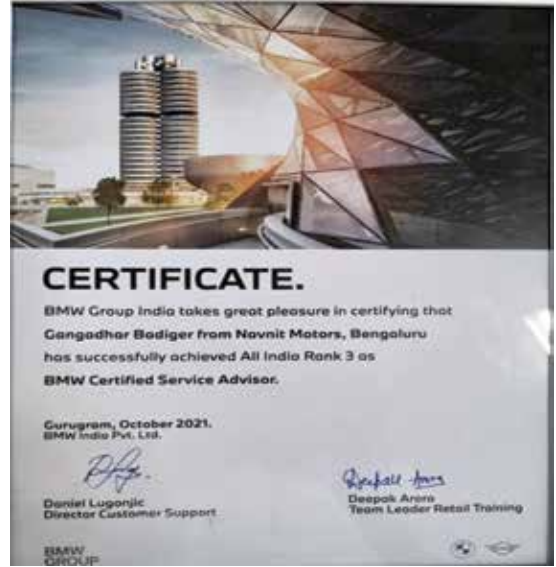 CERTIFICATE.
BMW Group India takes great pleasure in certifying that
Gangadhar Badiger from Navnit Motors, Bengaluru
has successfully achieved All India Rank 3 as
BMW Certified Service Advisor.
Gurugram, October 2021.
BMW India Pvt. Ltd.
Deepak Arora
Daniel Lugonjic
Director Customer Support
Deepak Arora
Team Leader Retail Training
BMW
GROUP